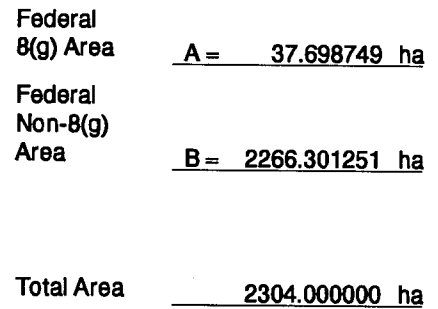 Federal
8(g) Area A = 37.698749 ha
Federal
Non-8(g)
Area B = 2266.301251 ha
Total Area 2304.000000 ha